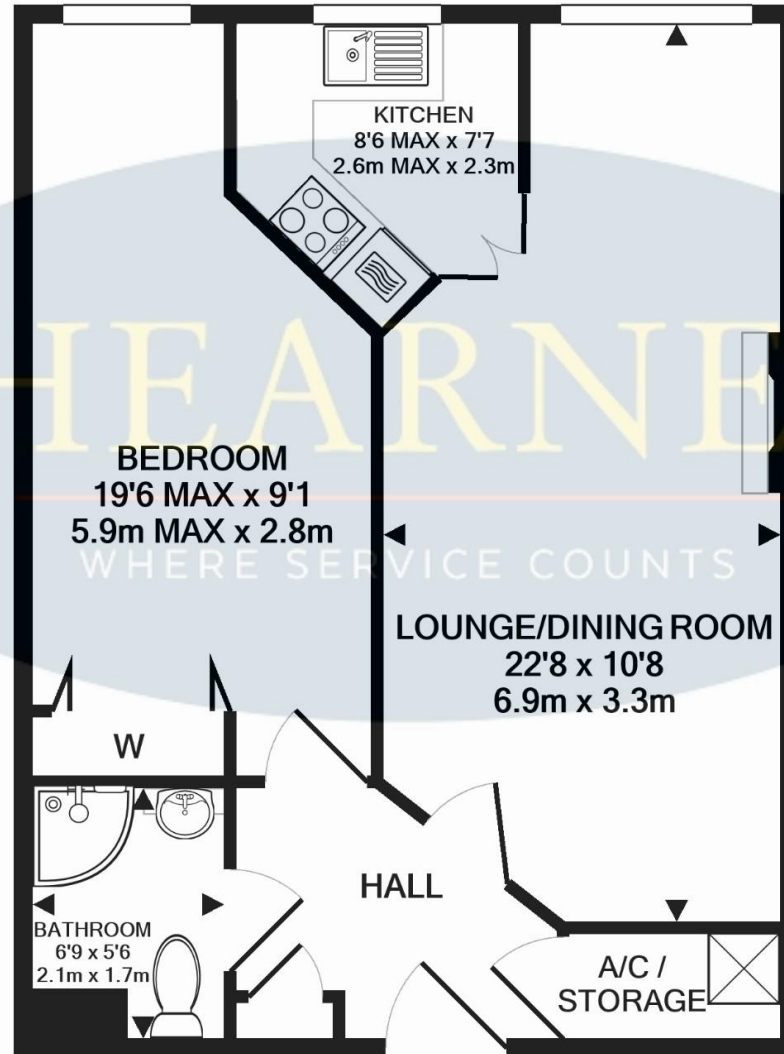 KITCHEN
8'6 MAX x 7'7
2.6m MAX x 2.3m
HEARNE
BEDROOM
19'6 MAX x 9'1
5.9m MAX x 2.8m
WHERE SERVICE COUNTS
LOUNGE/DINING ROOM
22'8 x 10'8
6.9m x 3.3m
W
HALL
BATHROOM
6'9 x 5'6
2.1m x 1.7m
A/C /
STORAGE